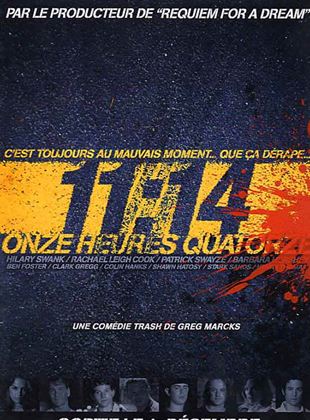 PAR LE PRODUCTEUR DE "REQUIEM FOR A DREAM"
C'EST TOUJOURS AU MAUVAIS MOMENT... QUE ÇA DÉRAPE...
11:14
ONZE HEURES QUATORZE
HILARY SWANK / RACHAEL LEIGH COOK / PATRICK SWAYZE / BARBARA
BEN FOSTER / CLARK GREGG / COLIN HANKS / SHAWN HATOSY / STARK SANDS /
UNE COMÉDIE TRASH DE GREG MARCKS